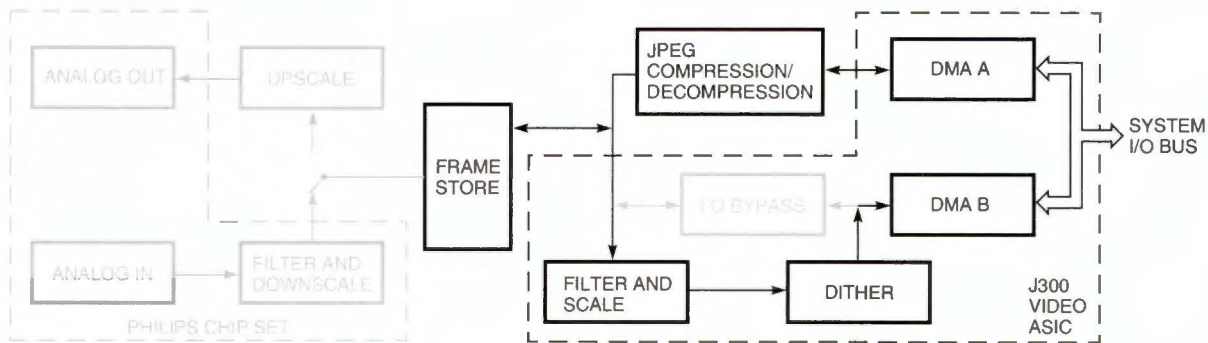 ANALOG OUT
UPSCALE
JPEG
COMPRESSION/
DECOMPRESSION
DMA A
SYSTEM
I/O BUS
FRAME
STORE
I/O BYPASS
DMA B
ANALOG IN
FILTER AND
DOWNSCALE
FILTER AND
SCALE
DITHER
J300
VIDEO
ASIC
PHILIPS CHIP SET